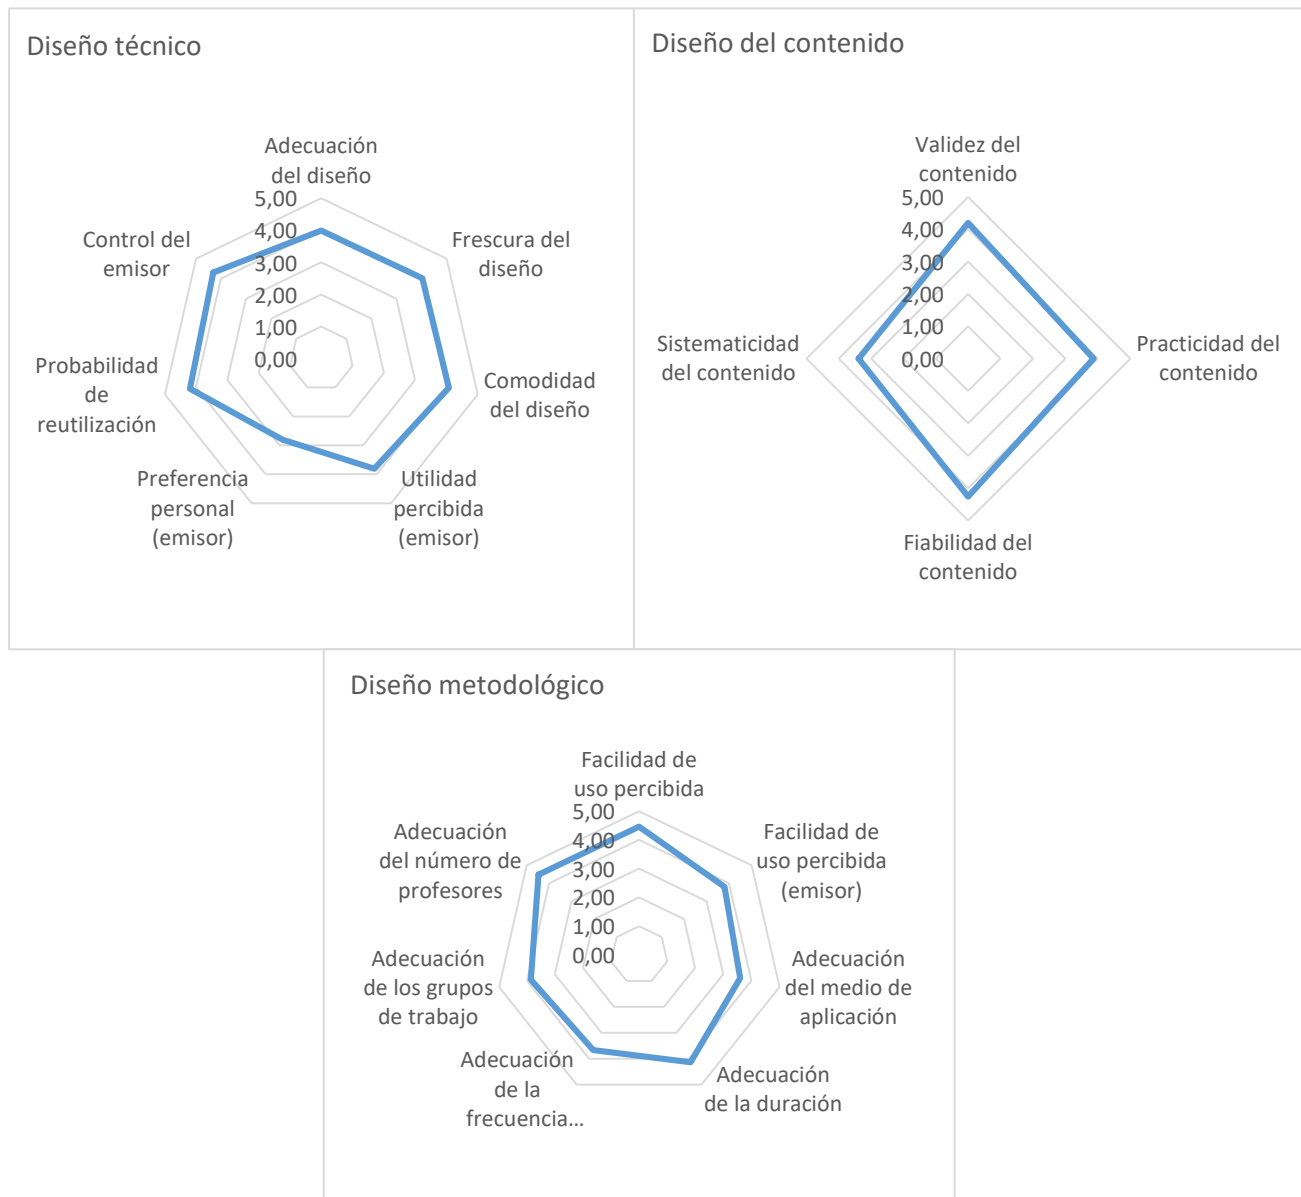 Diseño técnico
Adecuación
del diseño
5,00
4,00
3,00
2,00
1,00
0,00
Frescura del
diseño
Comodidad
del diseño
Utilidad
percibida
(emisor)
Preferencia
personal
(emisor)
Probabilidad
de
reutilización
Control del
emisor
Diseño del contenido
Validez del
contenido
5,00
4,00
3,00
2,00
1,00
0,00
Practicidad del
contenido
Fiabilidad del
contenido
Sistematicidad
del contenido
Diseño metodológico
Facilidad de
uso percibida
5,00
4,00
3,00
2,00
1,00
0,00
Facilidad de
uso percibida
(emisor)
Adecuación
del medio de
aplicación
Adecuación
de la duración
Adecuación
de la
frecuencia...
Adecuación
de los grupos
de trabajo
Adecuación
del número de
profesores